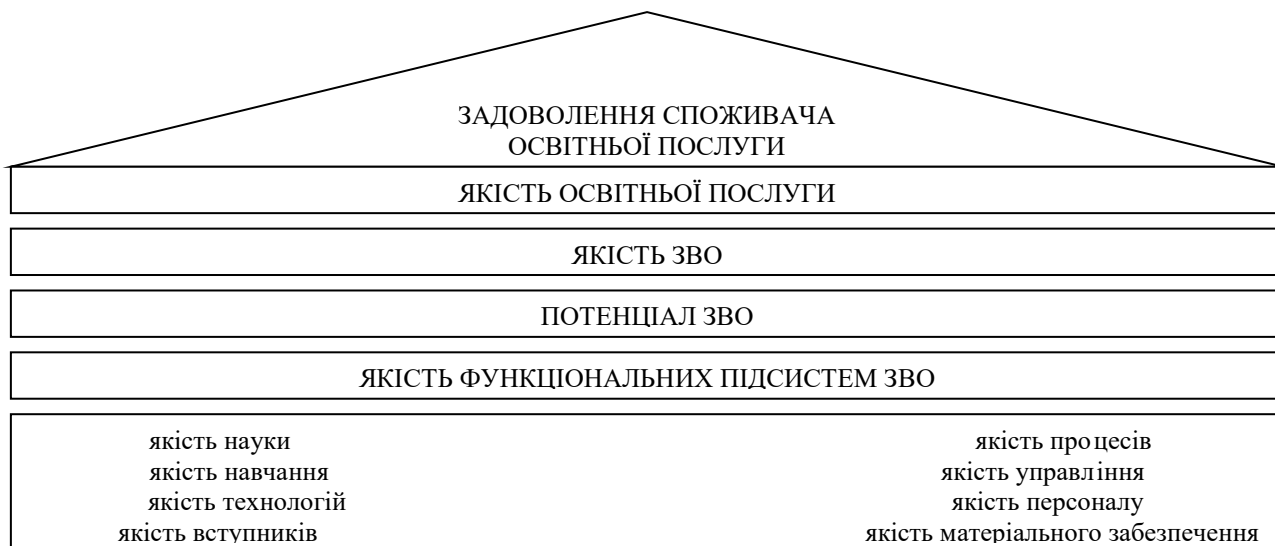 ЗАДОВОЛЕННЯ СПОЖИВАЧА
ОСВІТНЬОЇ ПОСЛУГИ
ЯКІСТЬ ОСВІТНЬОЇ ПОСЛУГИ
ЯКІСТЬ ЗВО
ПОТЕНЦІАЛ ЗВО
ЯКІСТЬ ФУНКЦІОНАЛЬНИХ ПІДСИСТЕМ ЗВО
якість науки
якість навчання
якість технологій
якість вступників
якість процесів
якість управління
якість персоналу
якість матеріального забезпечення